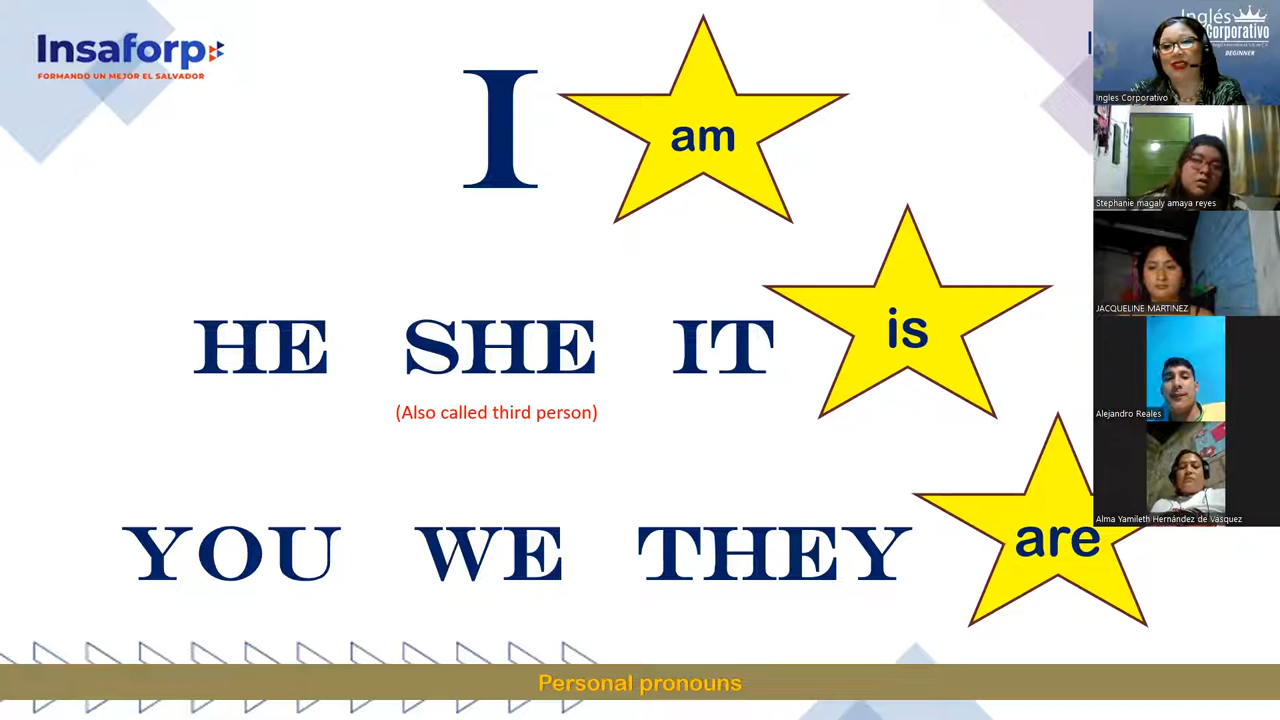 Insaforp
FORMANDO UN MEJOR EL SALVADOR
I am
HE SHE IT is
(Also called third person)
YOU WE THEY are
Personal pronouns
Inglés
Corporativo
BEGINNER
Ingles Corporativo
Stephanie magaly amaya reyes
JACQUELINE MARTINEZ
Alejandro Reales
Alma Yamileth Hernández de Vásquez